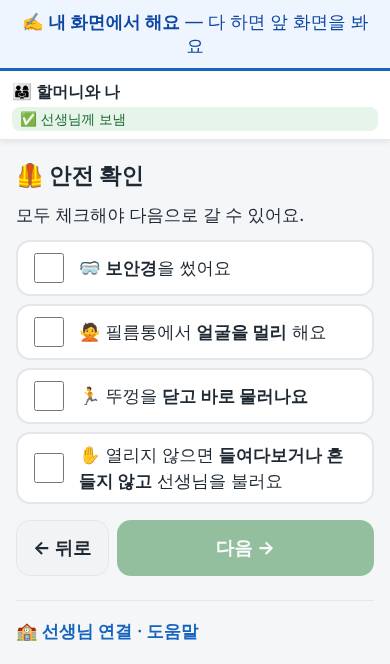 ✍️ 내 화면에서 해요 — 다 하면 앞 화면을 봐
요
👨‍👩‍👧 할머니와 나
✅ 선생님께 보냄
🦺 안전 확인
모두 체크해야 다음으로 갈 수 있어요.
🥽 보안경을 썼어요
🙅 필름통에서 얼굴을 멀리 해요
🏃 뚜껑을 닫고 바로 물러나요
✋ 열리지 않으면 들여다보거나 흔
들지 않고 선생님을 불러요
← 뒤로
다음 →
🏫 선생님 연결 · 도움말